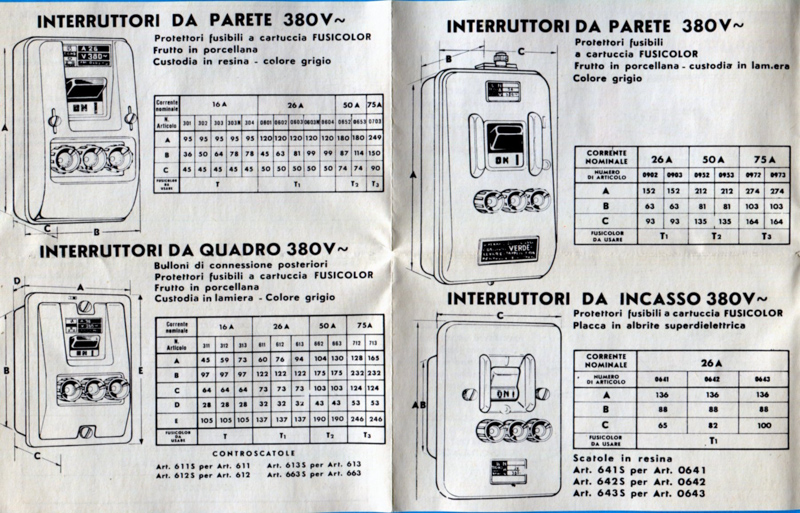 INTERRUTTORI DA PARETE 380V~
Protettori fusibili a cartuccia FUSICOLOR
Frutto in porcellana
Custodia in resina - colore grigio
A 26
V 380~
A
B
C
Corrente nominale 16 A 26 A 50 A 75 A
N. Articolo 301 302 303 303N 304 0601 0602 0603 0603N 0604 0652 0653 0703
A 95 95 95 95 95 120 120 120 120 120 180 180 249
B 36 50 64 78 78 45 63 81 99 99 87 114 150
C 45 45 45 45 45 50 50 50 50 50 74 74 90
FUSICOLOR DA USARE T T1 T2 T3
INTERRUTTORI DA QUADRO 380V~
Bulloni di connessione posteriori
Protettori fusibili a cartuccia FUSICOLOR
Frutto in porcellana
Custodia in lamiera - Colore grigio
D
A
B
E
C
Corrente nominale 16 A 26 A 50 A 75 A
N. Articolo 311 312 313 611 612 613 662 663 712 713
A 45 59 73 60 76 94 104 130 128 165
B 97 97 97 122 122 122 175 175 232 232
C 64 64 64 73 73 73 103 103 124 124
D 28 28 28 32 32 32 43 43 53 53
E 105 105 105 137 137 137 190 190 246 246
FUSICOLOR DA USARE T T1 T2 T3
CONTROSCATOLE
Art. 611S per Art. 611 Art. 613S per Art. 613
Art. 612S per Art. 612 Art. 663S per Art. 663
INTERRUTTORI DA PARETE 380V~
Protettori fusibili
a cartuccia FUSICOLOR
Frutto in porcellana - custodia in lam.era
Colore grigio
C
B
A
ON I
VERDE
CORRENTE NOMINALE 26 A 50 A 75 A
NUMERO DI ARTICOLO 0902 0903 0952 0953 0972 0973
A 152 152 212 212 274 274
B 63 63 81 81 103 103
C 93 93 135 135 164 164
FUSICOLOR DA USARE T1 T2 T3
INTERRUTTORI DA INCASSO 380V~
Protettori fusibili a cartuccia FUSICOLOR
Placca in albrite superdielettrica
C
AB
ON I
CORRENTE NOMINALE 26 A
NUMERO DI ARTICOLO 0641 0642 0643
A 136 136 136
B 88 88 88
C 65 82 100
FUSICOLOR DA USARE T1
Scatole in resina
Art. 641S per Art. 0641
Art. 642S per Art. 0642
Art. 643S per Art. 0643